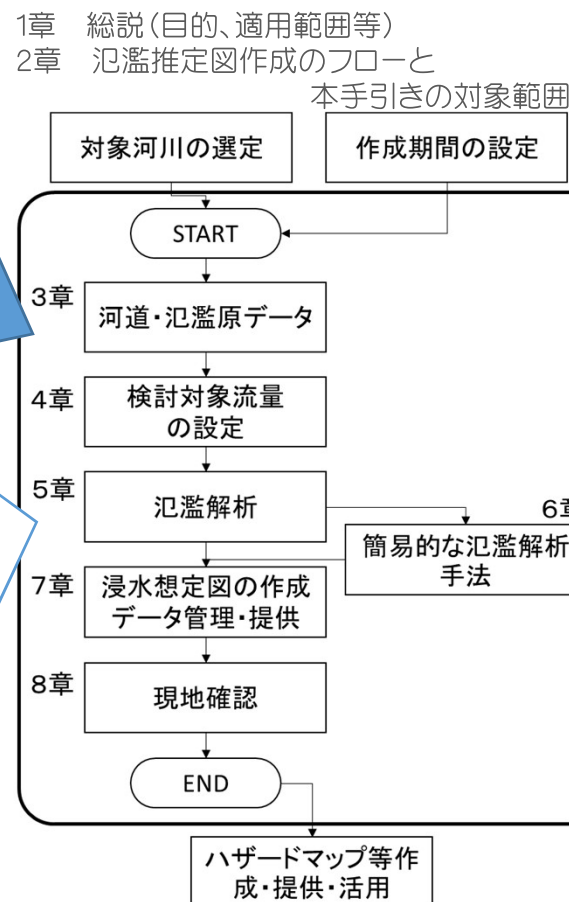 1章　総説（目的、適用範囲等）
2章　氾濫推定図作成のフローと
本手引きの対象範囲
対象河川の選定
作成期間の設定
START
3章
河道・氾濫原データ
4章
検討対象流量
の設定
5章
氾濫解析
6章
簡易的な氾濫解析
手法
7章
浸水想定図の作成
データ管理・提供
8章
現地確認
END
ハザードマップ等作
成・提供・活用